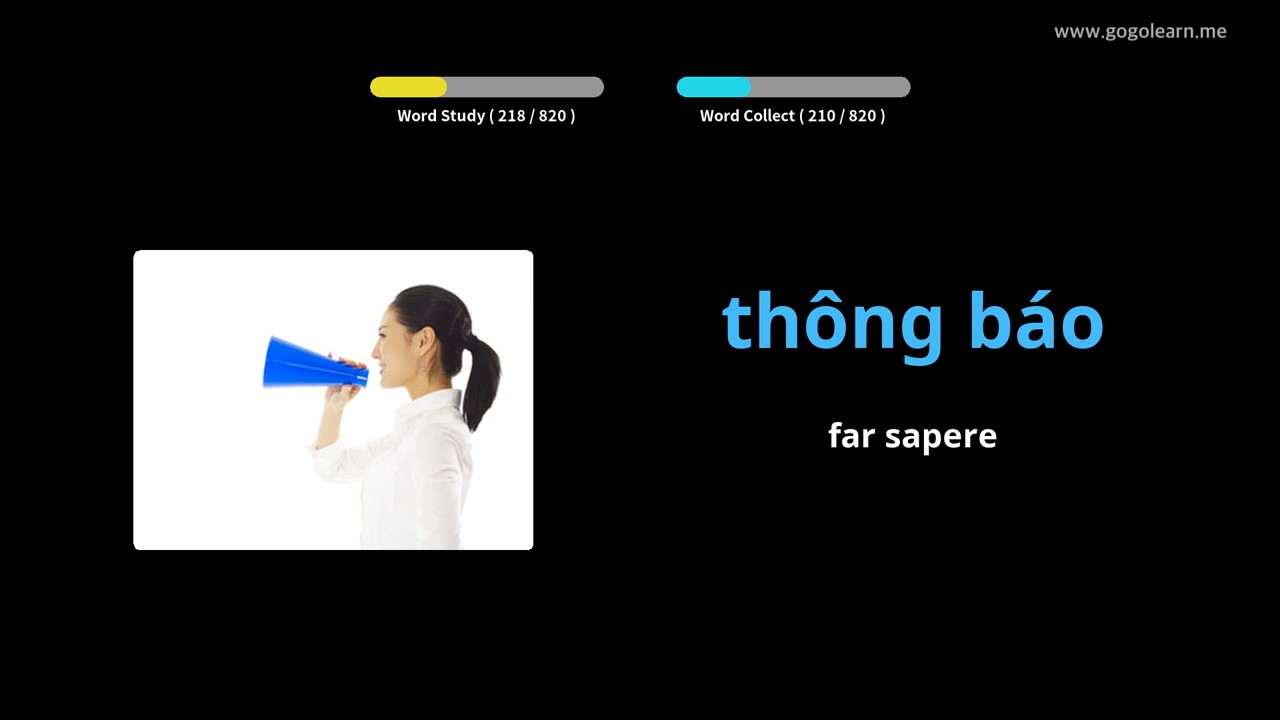 www.gogolearn.me
Word Study ( 218 / 820 )
Word Collect ( 210 / 820 )
thông báo
far sapere